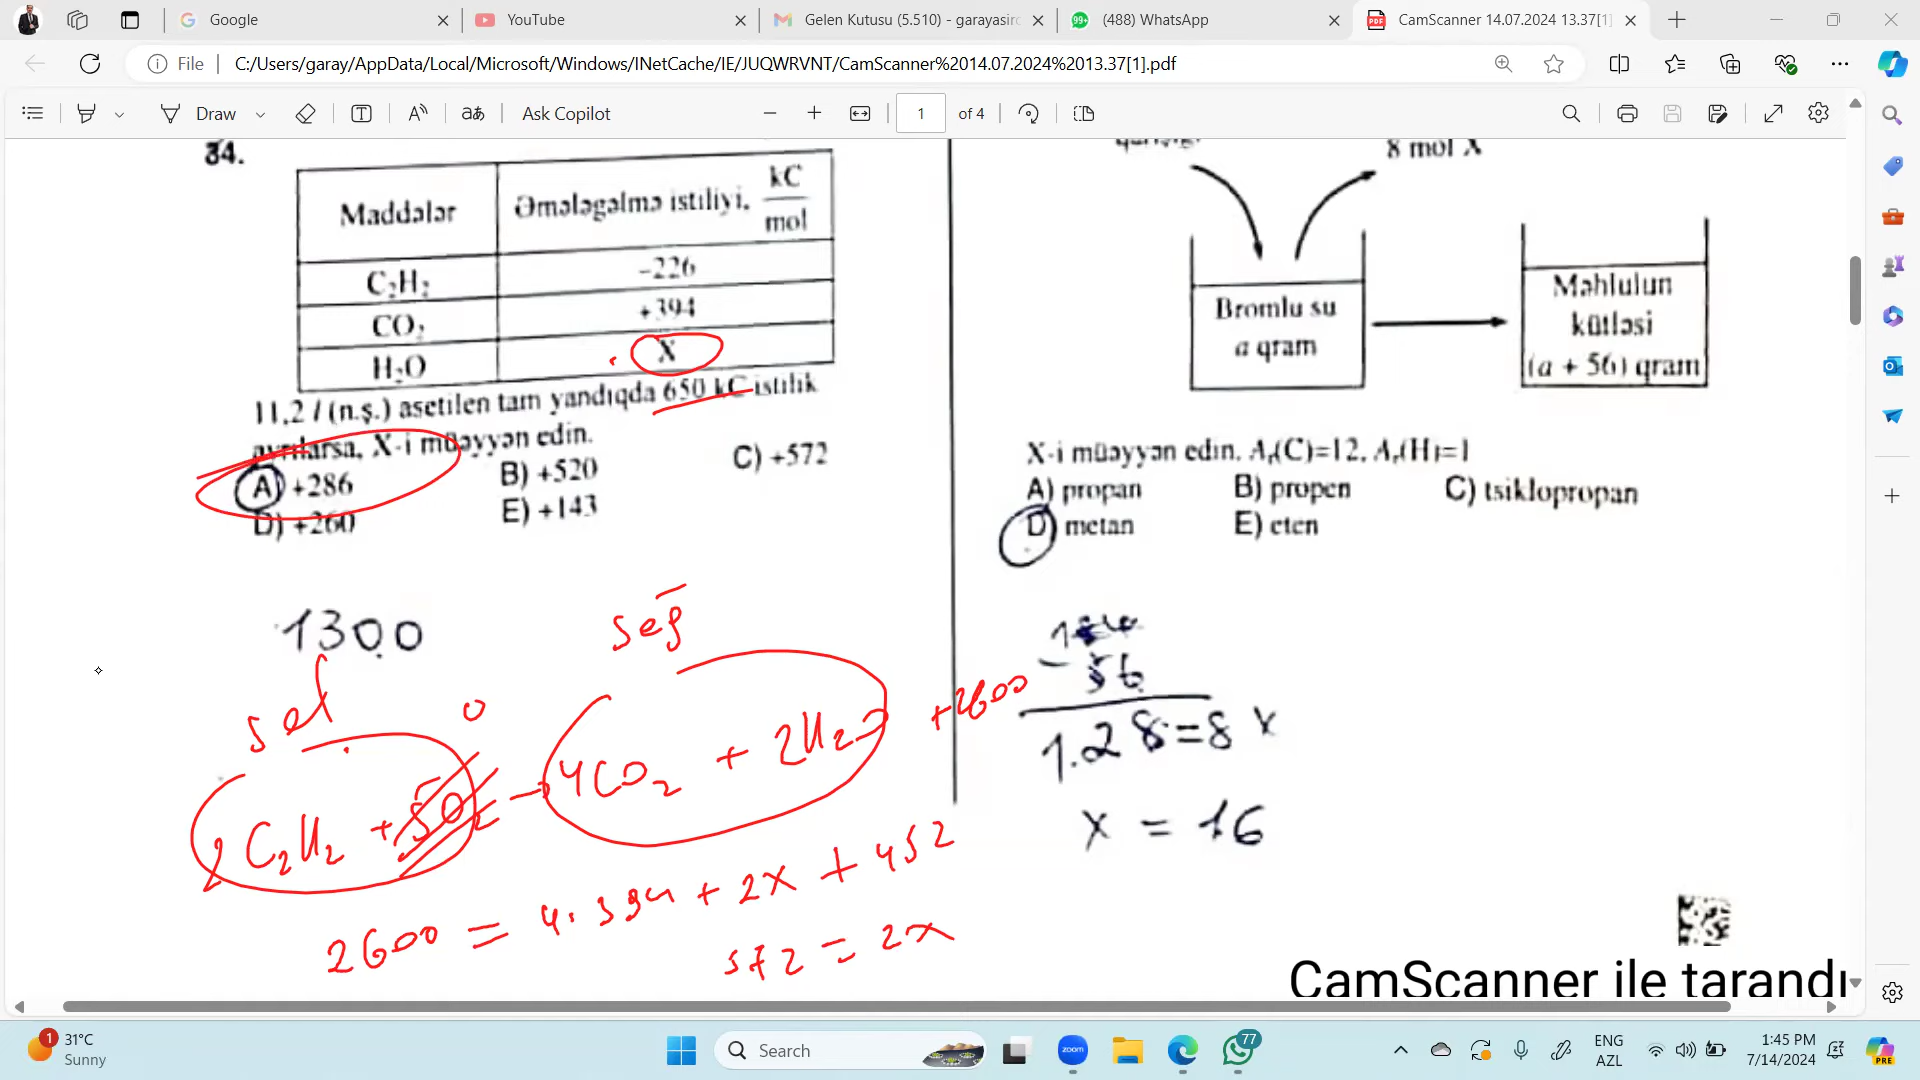 Google
YouTube
Gelen Kutusu (5.510) - garayasir
(488) WhatsApp
CamScanner 14.07.2024 13.37[1]
File
C:/Users/garay/AppData/Local/Microsoft/Windows/INetCache/IE/JUQWRVNT/CamScanner%2014.07.2024%2013.37[1].pdf
Draw
Ask Copilot
1 of 4
34.
Maddələr
Əmələgəlmə istiliyi, kC/mol
C₂H₂ −226
CO₂ +394
H₂O X
11,2 l (n.ş.) asetilen tam yandıqda 650 kC istilik
ayrılarsa, X-i müəyyən edin.
A) +286 B) +520 C) +572
D) +260 E) +143
1300
0
2C₂H₂ + 5O₂ → 4CO₂ + 2H₂O +2600
2600 = 4·394 + 2x + 452
572 = 2x
8 mol X
Bromlu su
a qram
Məhlulun
kütləsi
(a + 56) qram
X-i müəyyən edin. Aᵣ(C)=12, Aᵣ(H)=1
A) propan B) propen C) tsiklopropan
D) metan E) eten
− 56
128=8 x
x = 16
CamScanner ile tarandı
31°C
Sunny
1
Search
zoom
77
ENG
AZL
1:45 PM
7/14/2024
PRE